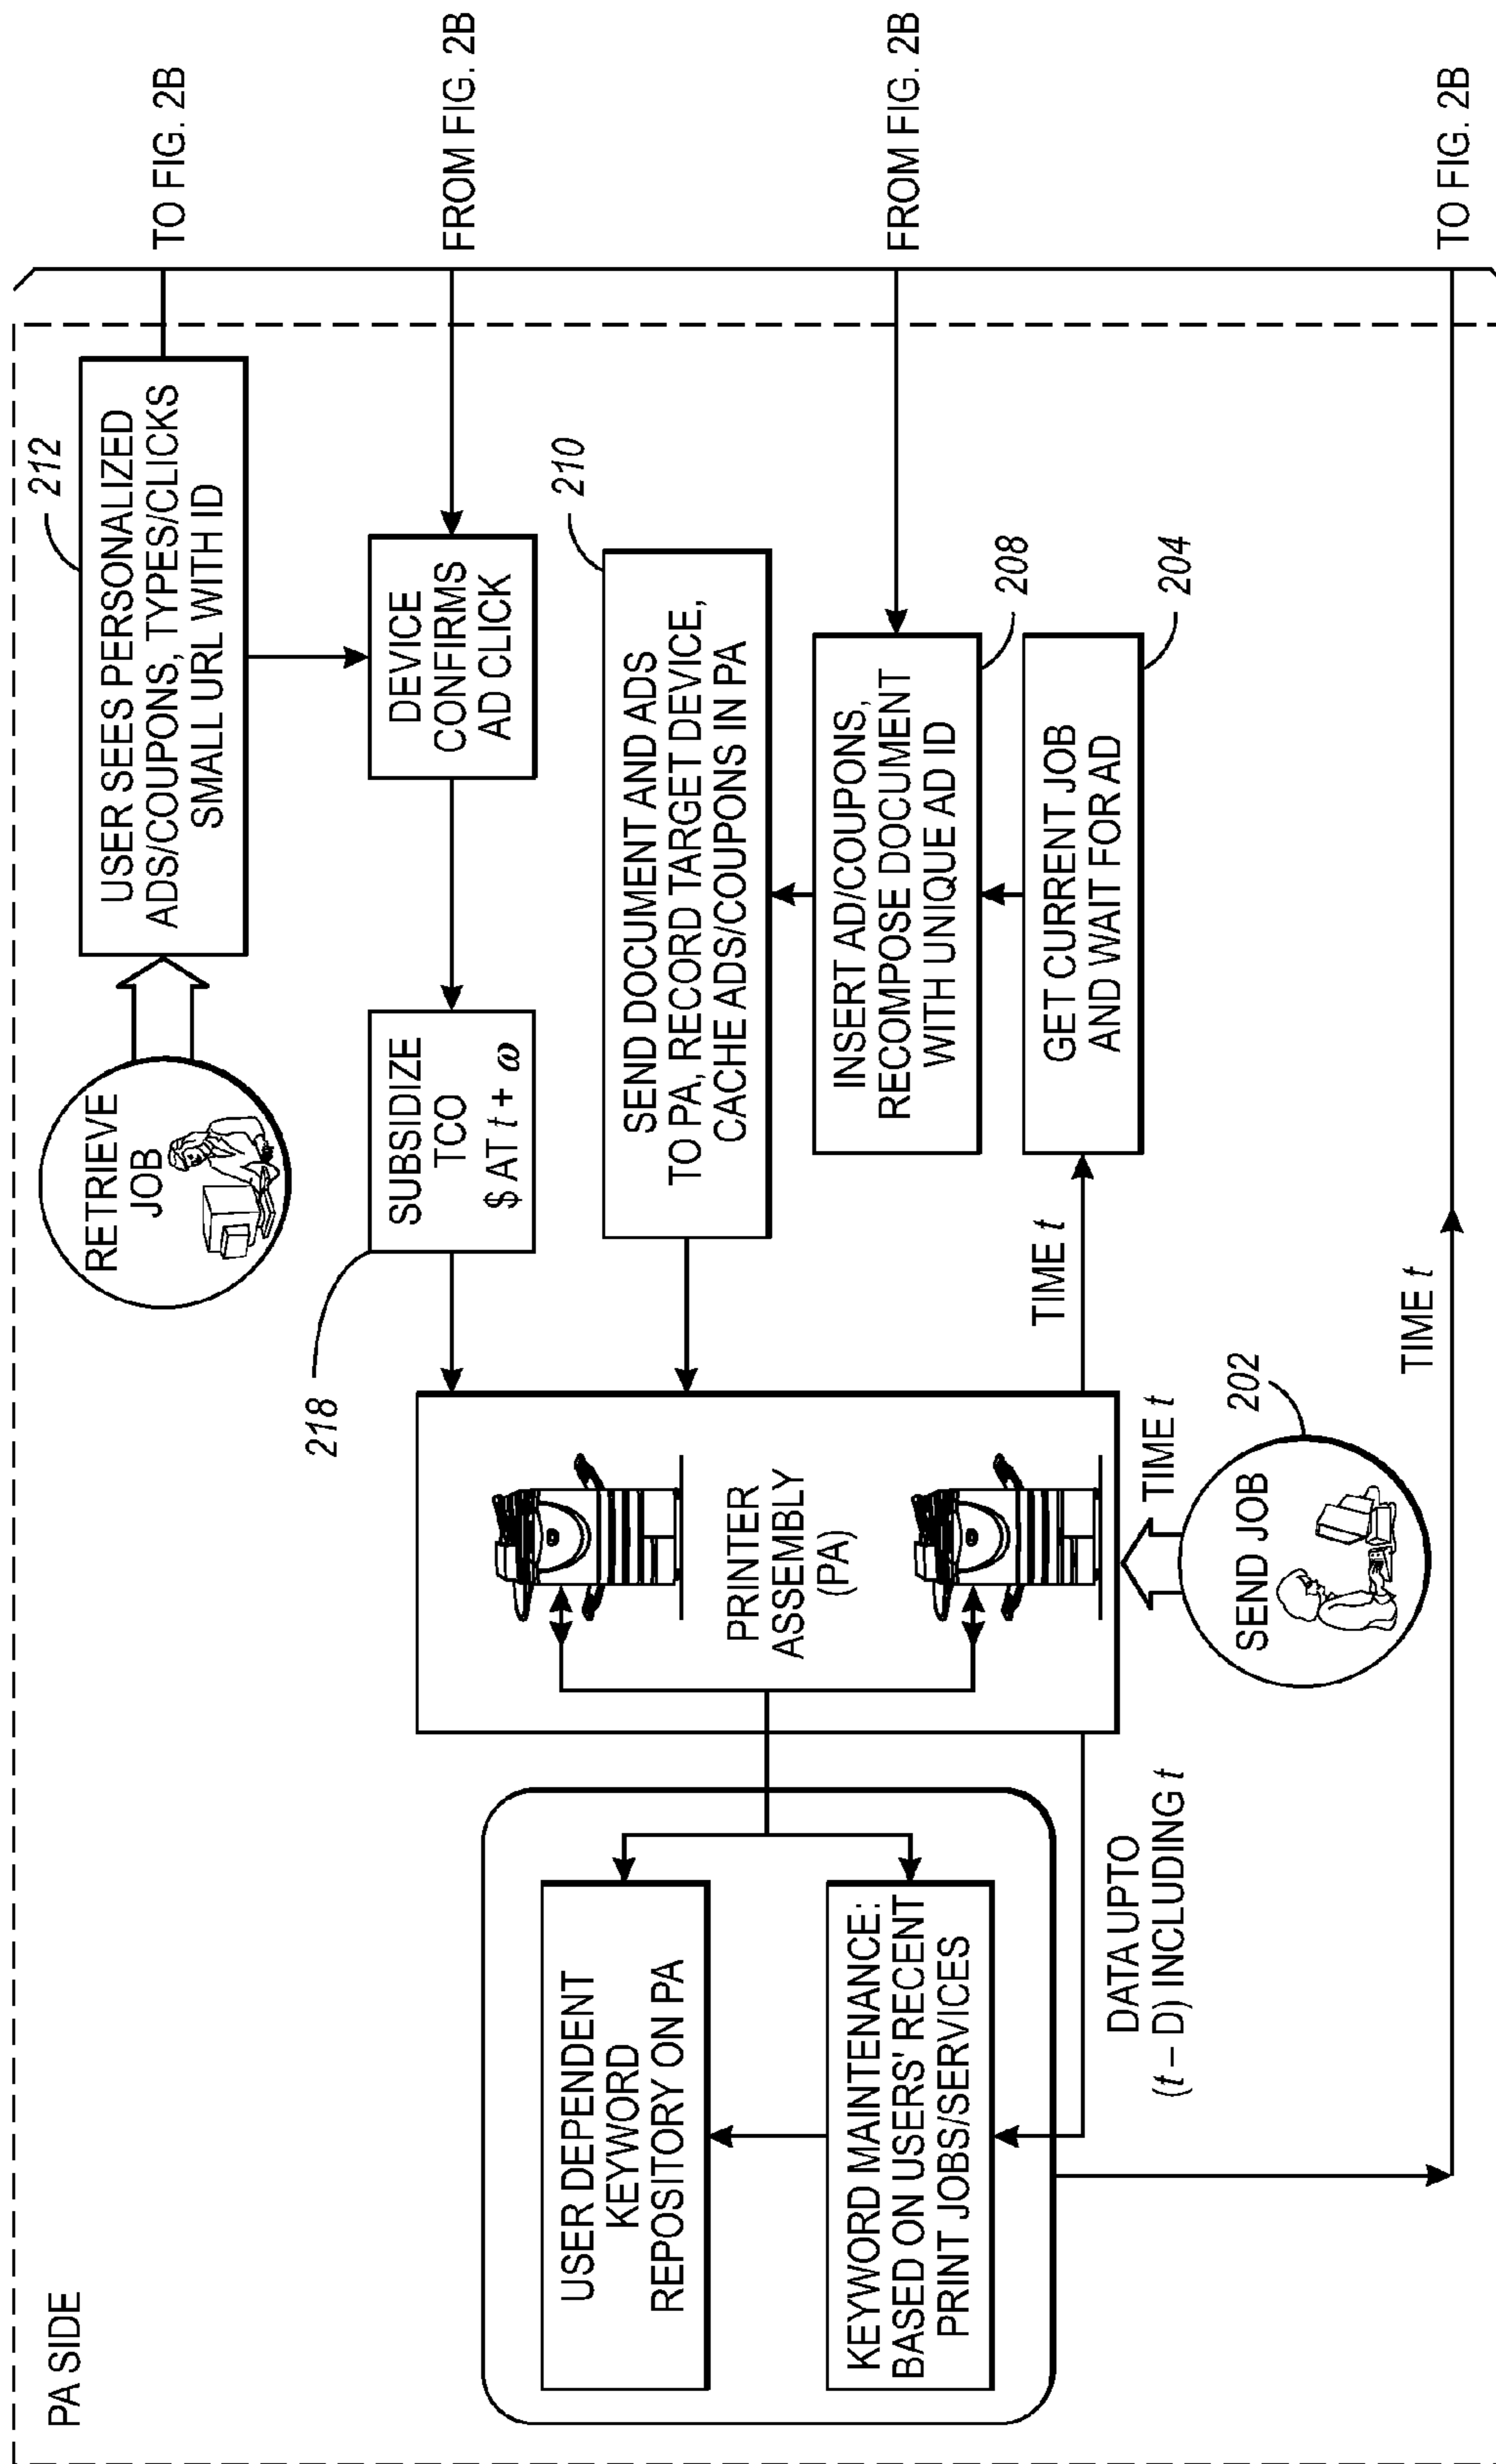 PA SIDE
RETRIEVE
JOB
212
USER SEES PERSONALIZED
ADS/COUPONS, TYPES/CLICKS
SMALL URL WITH ID
TO FIG. 2B
218
SUBSIDIZE
TCO
$ AT t + ω
DEVICE
CONFIRMS
AD CLICK
FROM FIG. 2B
USER DEPENDENT
KEYWORD
REPOSITORY ON PA
KEYWORD MAINTENANCE:
BASED ON USERS' RECENT
PRINT JOBS/SERVICES
PRINTER
ASSEMBLY
(PA)
210
SEND DOCUMENT AND ADS
TO PA, RECORD TARGET DEVICE,
CACHE ADS/COUPONS IN PA
INSERT AD/COUPONS,
RECOMPOSE DOCUMENT
WITH UNIQUE AD ID
208
FROM FIG. 2B
TIME t
GET CURRENT JOB
AND WAIT FOR AD
204
DATA UPTO
(t – D) INCLUDING t
TIME t
202
SEND JOB
TIME t
TO FIG. 2B